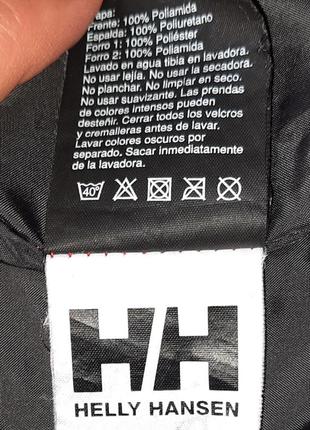 Capa:
Frente: 100% Poliamida
Espalda: 100% Poliuretano
Forro 1: 100% Poliéster
Forro 2: 100% Poliamida
Lavado en agua tibia en lavadora.
No usar lejía. No usar la secadora.
No planchar. No limpiar en seco.
No usar suavizante. Las prendas
de colores intensos pueden
desteñir. Cerrar todos los velcros
y cremalleras antes de lavar.
Lavar colores oscuros por
separado. Sacar inmediatamente
de la lavadora.
40°
HH
HELLY HANSEN